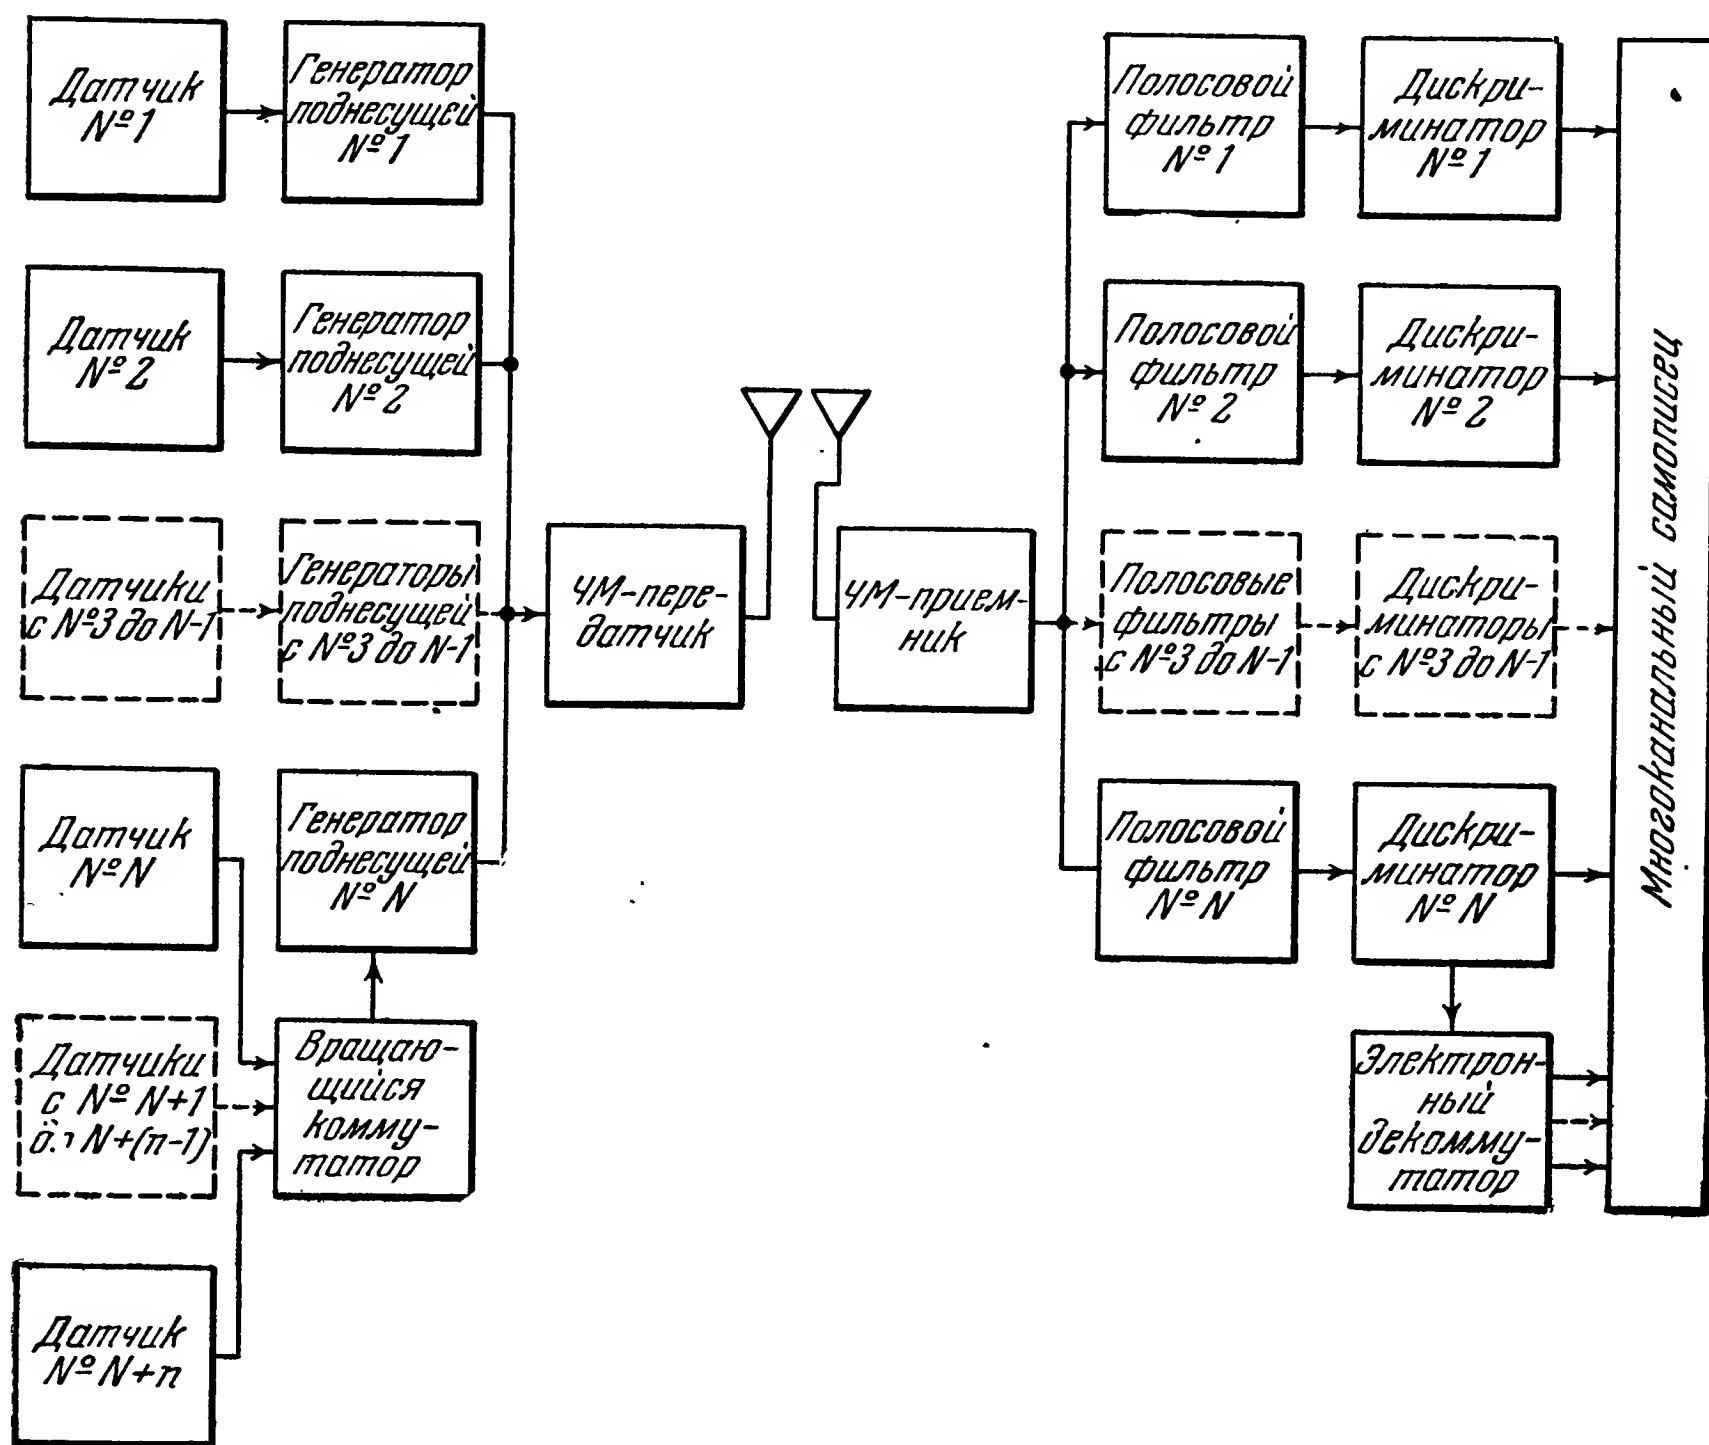 Датчик
№1
Генератор
поднесущей
№1
Полосовой
фильтр
№1
Дискри-
минатор
№1
Датчик
№2
Генератор
поднесущей
№2
Полосовой
фильтр
№2
Дискри-
минатор
№2
Датчики
с №3 до N-1
Генераторы
поднесущей
с №3 до N-1
ЧМ-пере-
датчик
ЧМ-прием-
ник
Полосовые
фильтры
с №3 до N-1
Дискри-
минаторы
с №3 до N-1
Многоканальный самописец
Датчик
№N
Генератор
поднесущей
№N
Полосовой
фильтр
№N
Дискри-
минатор
№N
Датчики
с № N+1
N+(n-1)
Вращаю-
щийся
комму-
татор
Электрон-
ный
декомму-
татор
Датчик
№N+n